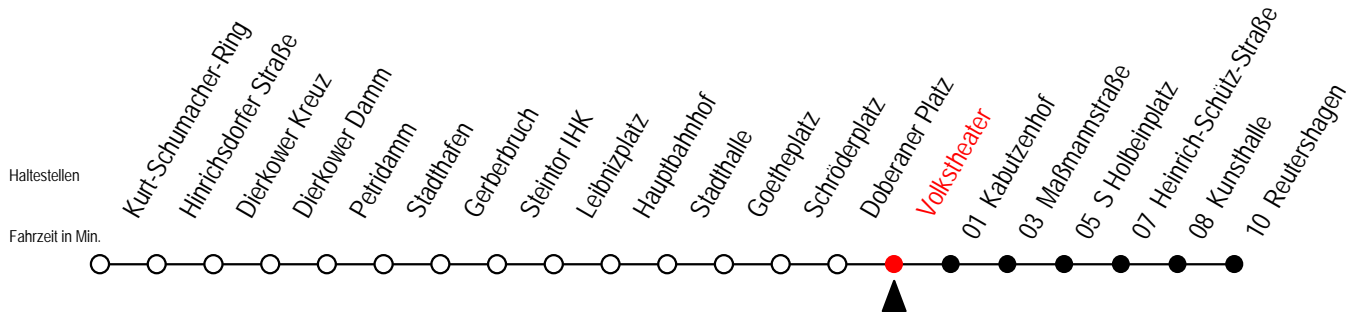 Haltestellen
Fahrzeit in Min.
Kurt-Schumacher-Ring
Hinrichsdorfer Straße
Dierkower Kreuz
Dierkower Damm
Petridamm
Stadthafen
Gerberbruch
Steintor IHK
Leibnizplatz
Hauptbahnhof
Stadthalle
Goetheplatz
Schröderplatz
Doberaner Platz
Volkstheater
01 Kabutzenhof
03 Maßmannstraße
05 S Holbeinplatz
07 Heinrich-Schütz-Straße
08 Kunsthalle
10 Reutershagen